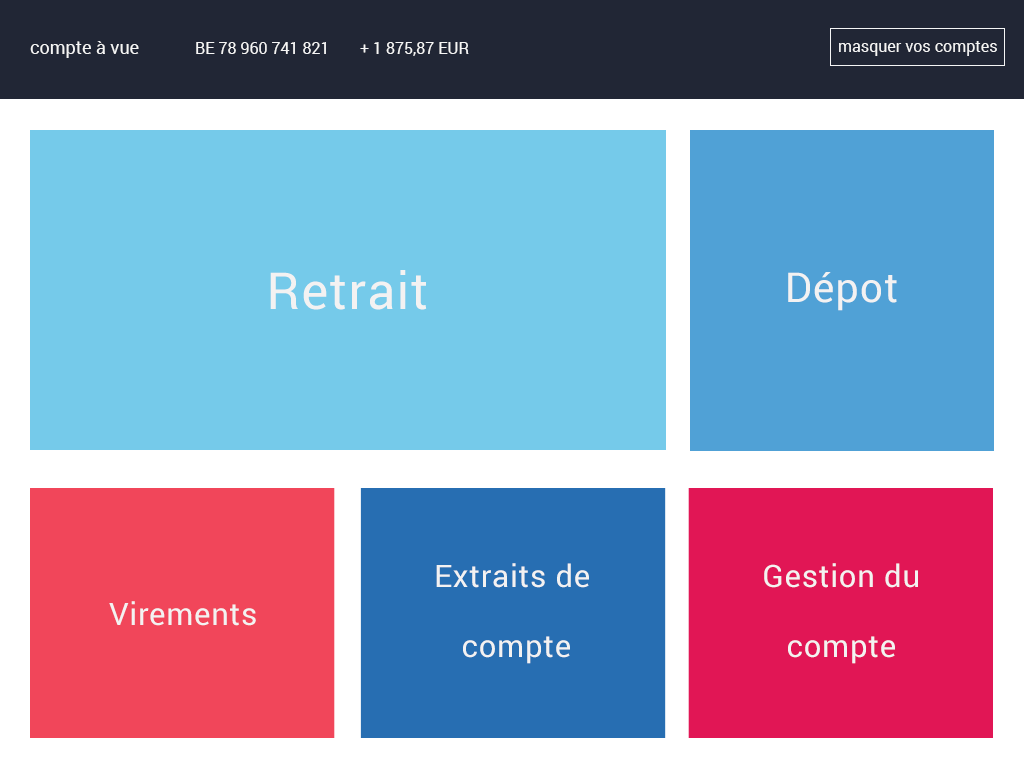 compte à vue BE 78 960 741 821 + 1 875,87 EUR masquer vos comptes
Retrait
Dépot
Virements
Extraits de
compte
Gestion du
compte